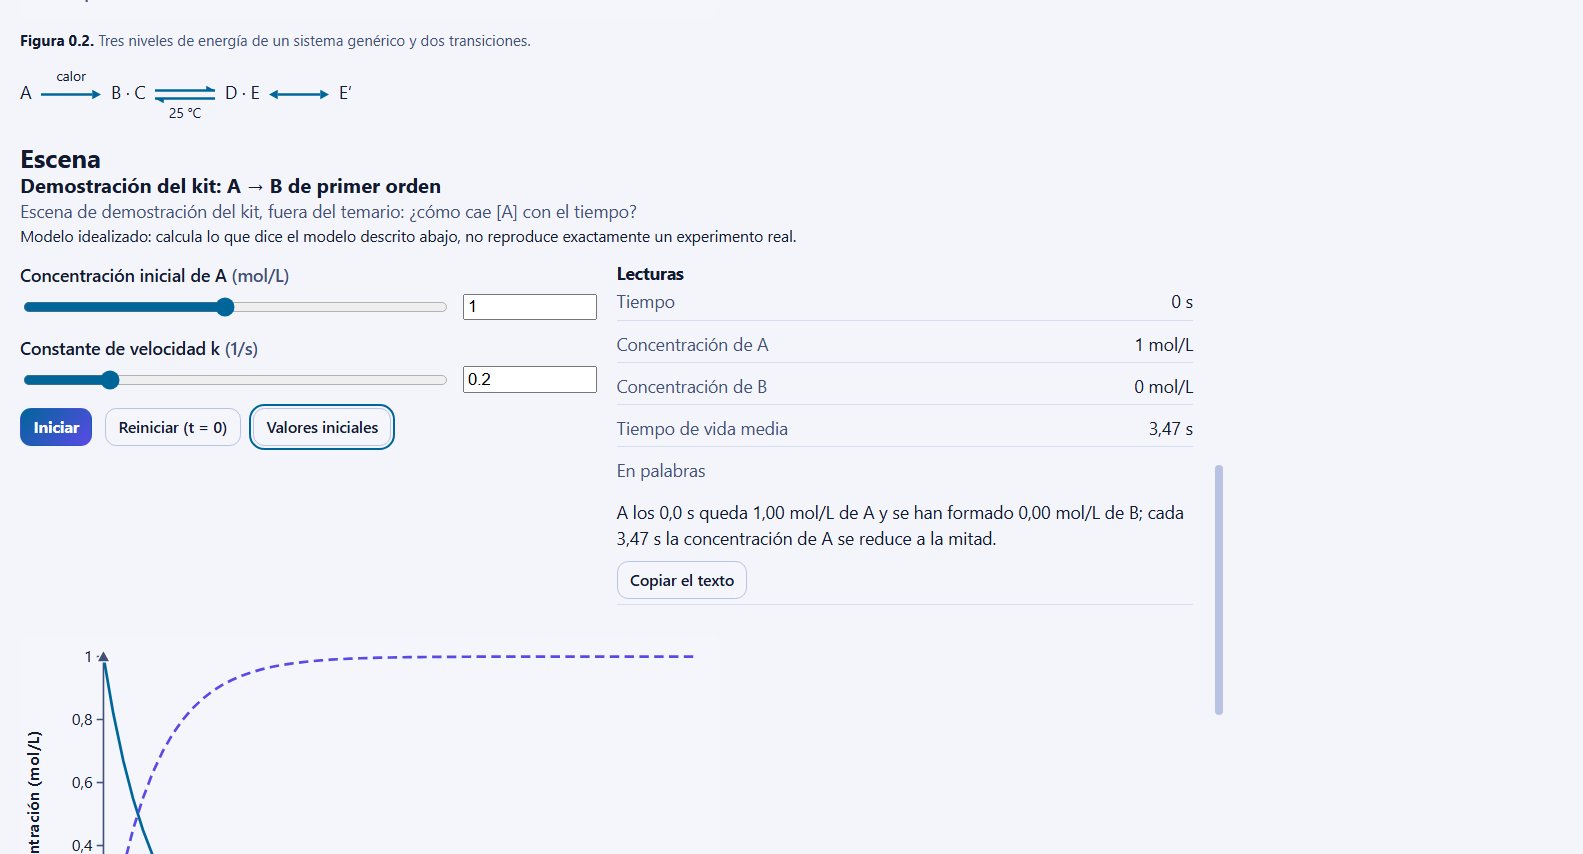 Figura 0.2. Tres niveles de energía de un sistema genérico y dos transiciones.
calor
A B · C D · E E′
25 °C
Escena
Demostración del kit: A → B de primer orden
Escena de demostración del kit, fuera del temario: ¿cómo cae [A] con el tiempo?
Modelo idealizado: calcula lo que dice el modelo descrito abajo, no reproduce exactamente un experimento real.
Concentración inicial de A (mol/L)
1
Constante de velocidad k (1/s)
0.2
Iniciar
Reiniciar (t = 0)
Valores iniciales
Lecturas
Tiempo 0 s
Concentración de A 1 mol/L
Concentración de B 0 mol/L
Tiempo de vida media 3,47 s
En palabras
A los 0,0 s queda 1,00 mol/L de A y se han formado 0,00 mol/L de B; cada
3,47 s la concentración de A se reduce a la mitad.
Copiar el texto
1
0,8
0,6
0,4
ntración (mol/L)